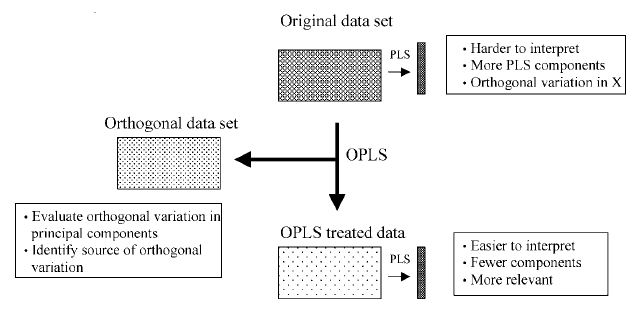 Original data set
PLS
• Harder to interpret
• More PLS components
• Orthogonal variation in X
Orthogonal data set
OPLS
• Evaluate orthogonal variation in
principal components
• Identify source of orthogonal
variation
OPLS treated data
PLS
• Easier to interpret
• Fewer components
• More relevant